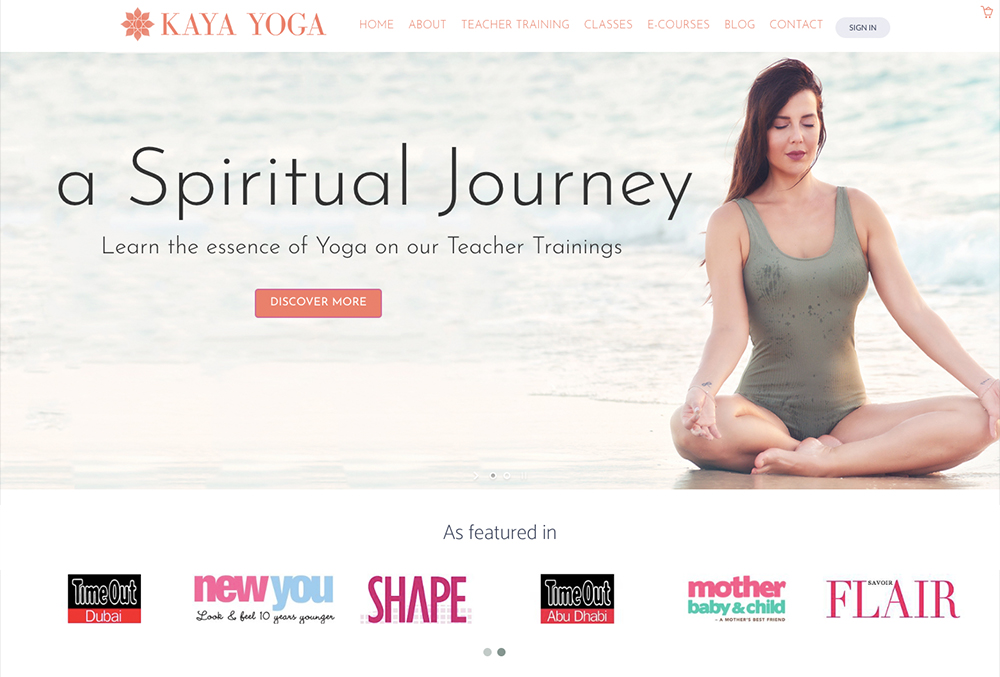 KAYA YOGA
HOME ABOUT TEACHER TRAINING CLASSES E-COURSES BLOG CONTACT SIGN IN
a Spiritual Journey
Learn the essence of Yoga on our Teacher Trainings
DISCOVER MORE
As featured in
TimeOut
Dubai
newyou
Look & feel 10 years younger
SHAPE
TimeOut
Abu Dhabi
mother
baby & child
– A MOTHER'S BEST FRIEND
SAVOIR
FLAIR